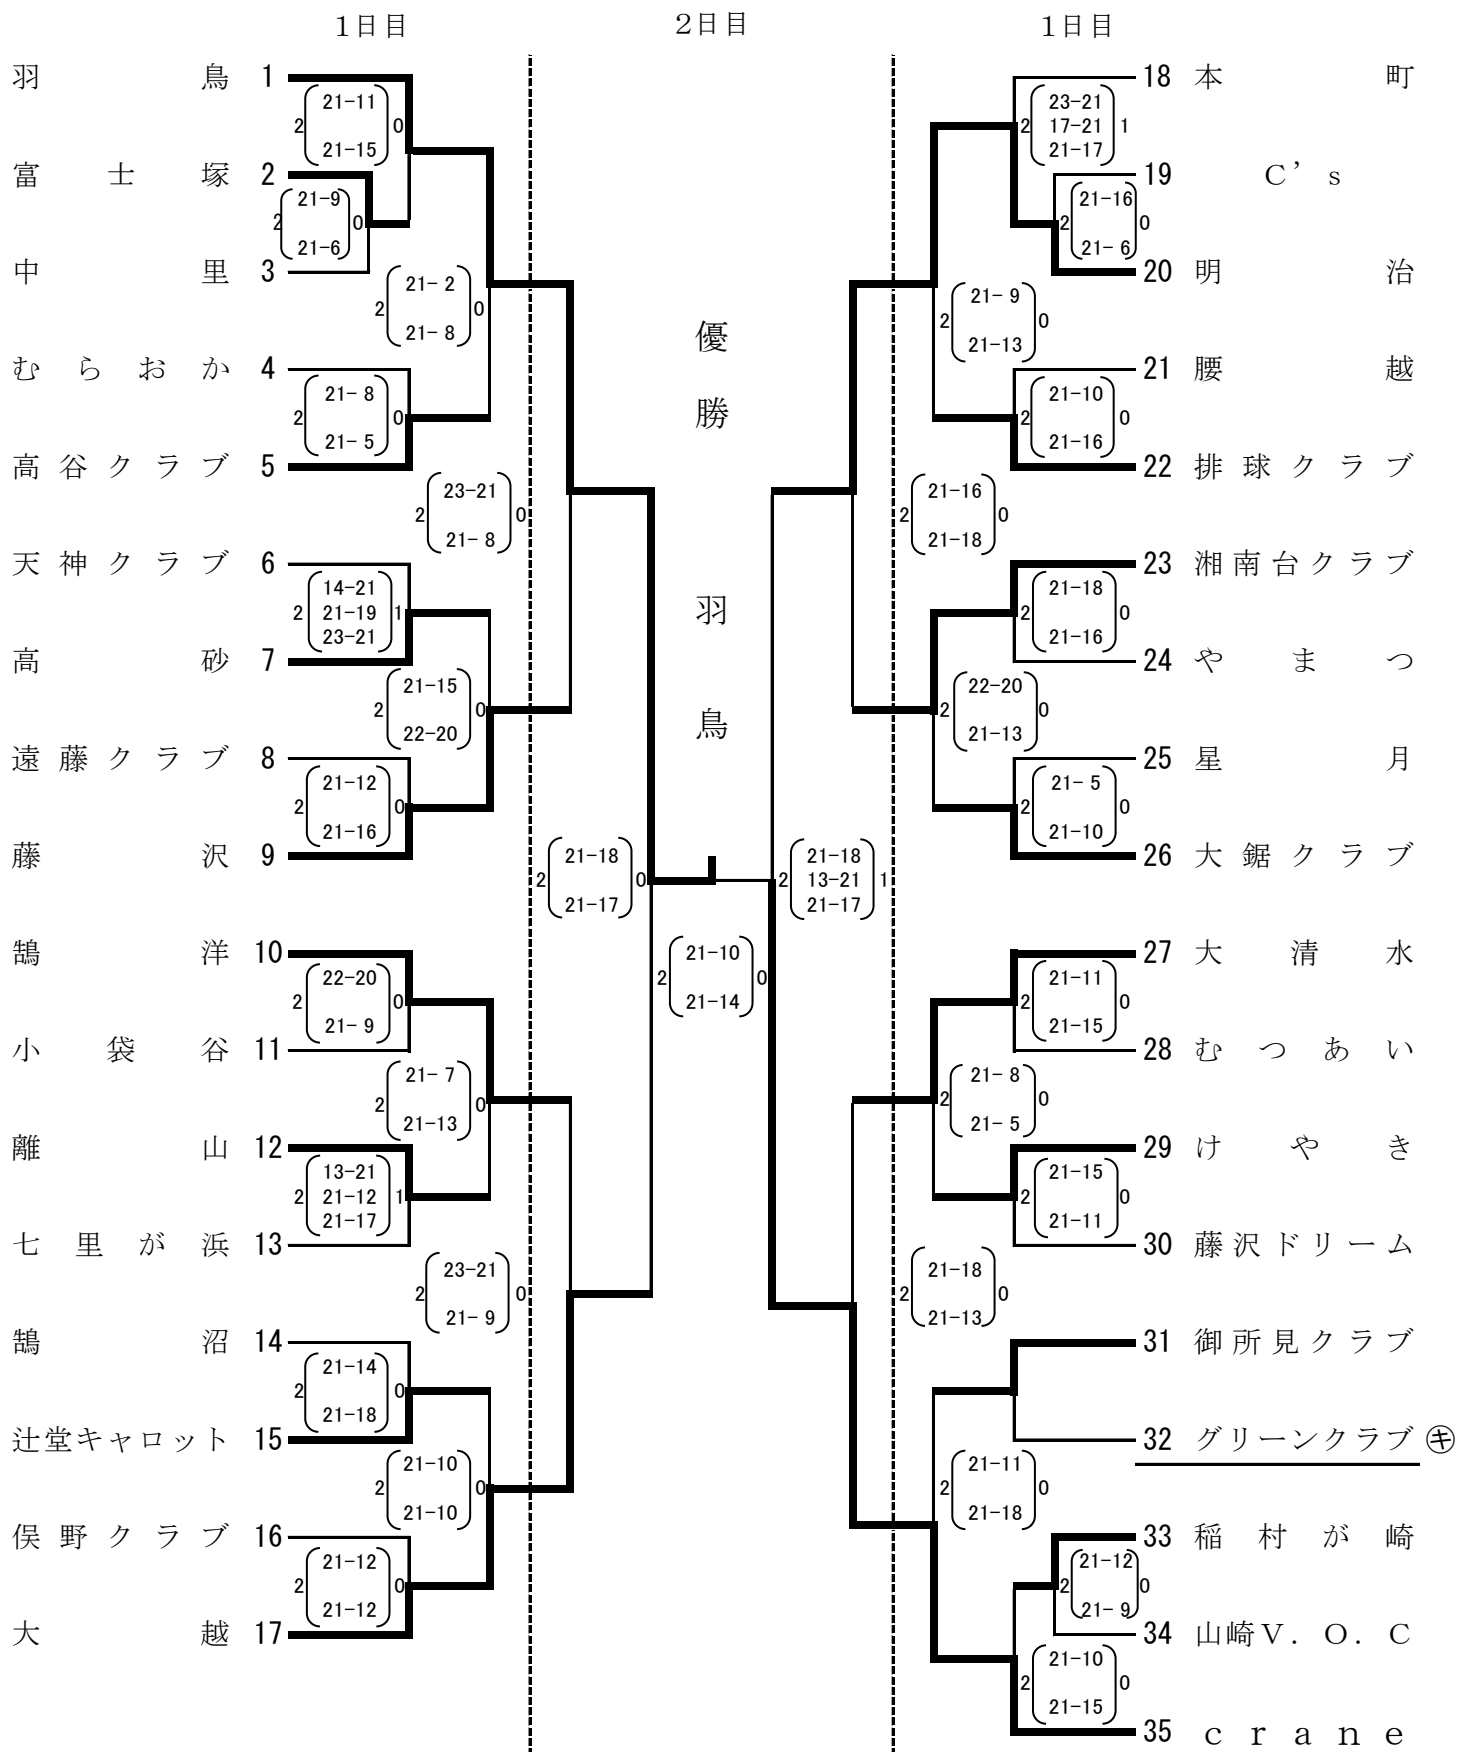 1日目 2日目 1日目
羽鳥 1
21-11
2 0
21-15
富士塚 2
21-9
2 0
21-6
中里 3
21- 2
2 0
21- 8
むらおか 4
21- 8
2 0
21- 5
高谷クラブ 5
23-21
2 0
21- 8
天神クラブ 6
14-21
2 21-19 1
23-21
高砂 7
21-15
2 0
22-20
遠藤クラブ 8
21-12
2 0
21-16
藤沢 9
21-18
2 0
21-17
鵠洋 10
22-20
2 0
21- 9
小袋谷 11
21- 7
2 0
21-13
離山 12
13-21
2 21-12 1
21-17
七里が浜 13
23-21
2 0
21- 9
鵠沼 14
21-14
2 0
21-18
辻堂キャロット 15
21-10
2 0
21-10
俣野クラブ 16
21-12
2 0
21-12
大越 17
優勝
羽鳥
21-10
2 0
21-14
18 本町
23-21
2 17-21 1
21-17
19 C's
21-16
2 0
21- 6
20 明治
21- 9
2 0
21-13
21 腰越
21-10
2 0
21-16
22 排球クラブ
21-16
2 0
21-18
23 湘南台クラブ
21-18
2 0
21-16
24 やまつ
22-20
2 0
21-13
25 星月
21- 5
2 0
21-10
26 大鋸クラブ
21-18
2 13-21 1
21-17
27 大清水
21-11
2 0
21-15
28 むつあい
21- 8
2 0
21- 5
29 けやき
21-15
2 0
21-11
30 藤沢ドリーム
21-18
2 0
21-13
31 御所見クラブ
32 グリーンクラブ ㋖
21-11
2 0
21-18
33 稲村が崎
21-12
2 0
21- 9
34 山崎V.O.C
21-10
2 0
21-15
35 crane